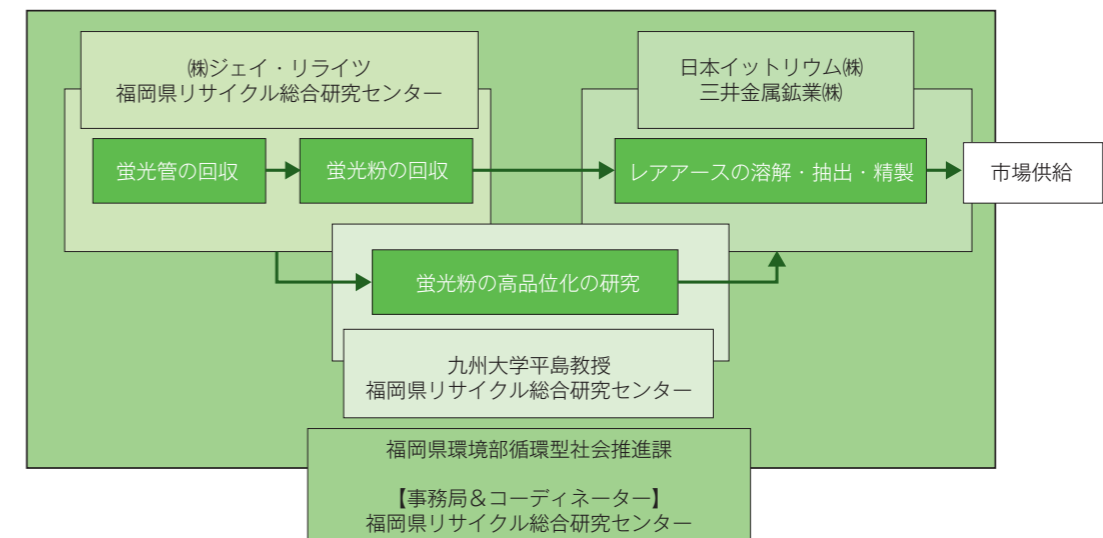 ㈱ジェイ・リライツ
福岡県リサイクル総合研究センター
日本イットリウム㈱
三井金属鉱業㈱
蛍光管の回収
蛍光粉の回収
レアアースの溶解・抽出・精製
市場供給
蛍光粉の高品位化の研究
九州大学平島教授
福岡県リサイクル総合研究センター
福岡県環境部循環型社会推進課
【事務局＆コーディネーター】
福岡県リサイクル総合研究センター